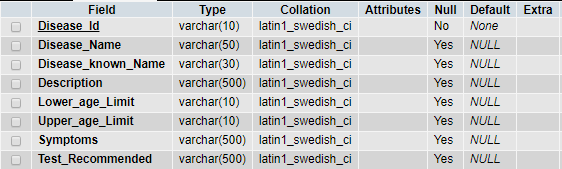 Field Type Collation Attributes Null Default Extra
Disease_Id varchar(10) latin1_swedish_ci No None
Disease_Name varchar(50) latin1_swedish_ci Yes NULL
Disease_known_Name varchar(30) latin1_swedish_ci Yes NULL
Description varchar(500) latin1_swedish_ci Yes NULL
Lower_age_Limit varchar(10) latin1_swedish_ci Yes NULL
Upper_age_Limit varchar(10) latin1_swedish_ci Yes NULL
Symptoms varchar(500) latin1_swedish_ci Yes NULL
Test_Recommended varchar(500) latin1_swedish_ci Yes NULL